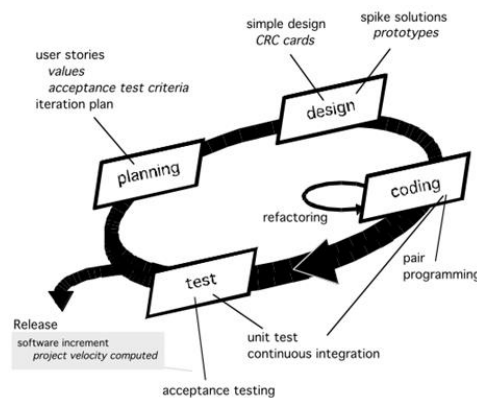 simple design
CRC cards
spike solutions
prototypes
user stories
values
acceptance test criteria
iteration plan
design
planning
coding
refactoring
pair
programming
test
Release
software increment
project velocity computed
unit test
continuous integration
acceptance testing